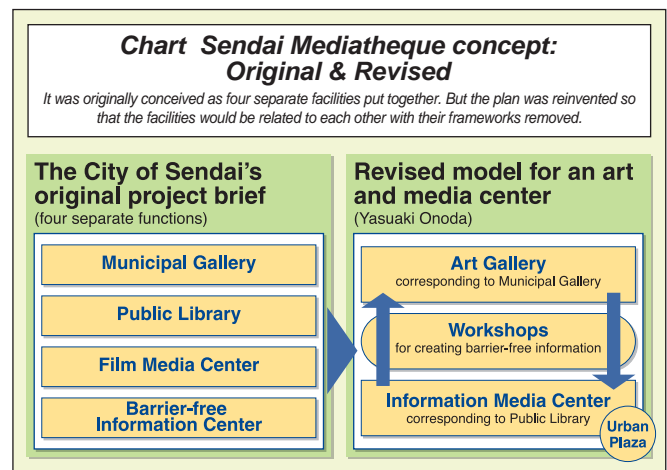 Chart Sendai Mediatheque concept:
Original & Revised
It was originally conceived as four separate facilities put together. But the plan was reinvented so
that the facilities would be related to each other with their frameworks removed.
The City of Sendai's
original project brief
(four separate functions)
Municipal Gallery
Public Library
Film Media Center
Barrier-free
Information Center
Revised model for an art
and media center
(Yasuaki Onoda)
Art Gallery
corresponding to Municipal Gallery
Workshops
for creating barrier-free information
Information Media Center
corresponding to Public Library
Urban
Plaza